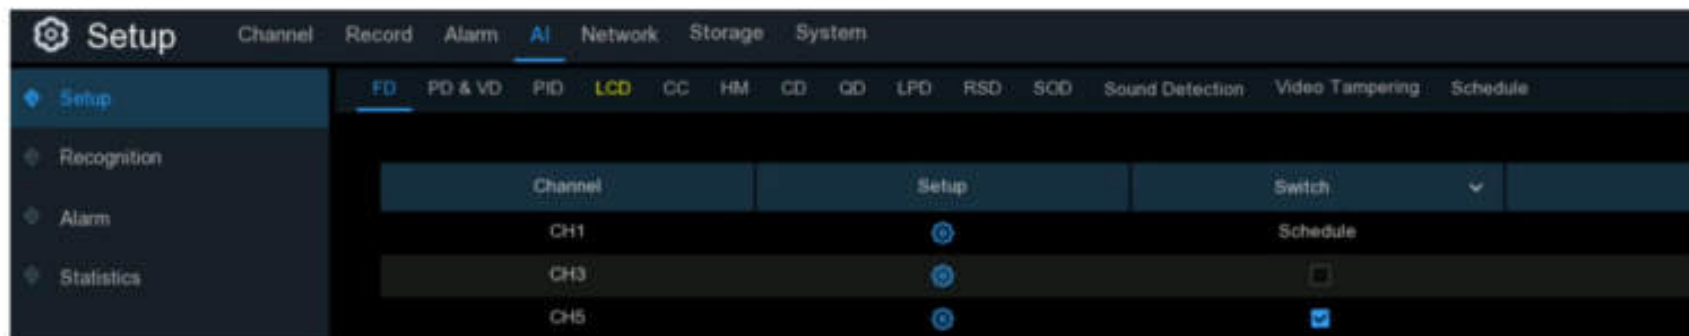 Setup Channel Record Alarm AI Network Storage System
Setup FD PD & VD PID LCD CC HM CD QD LPD RSD SOD Sound Detection Video Tampering Schedule
Recognition
Channel Setup Switch
Alarm
CH1 Schedule
Statistics
CH3
CH5